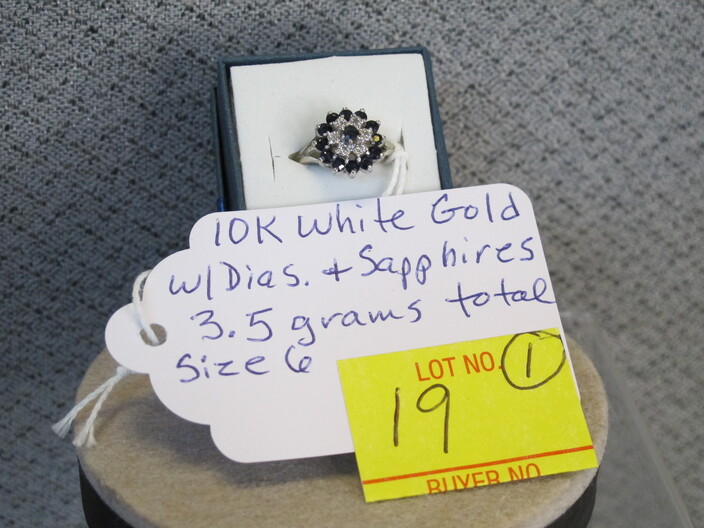 10K White Gold
w/Dias. + Sapphires
3.5 grams total
Size 6
LOT NO. 1
19
BUYER NO.